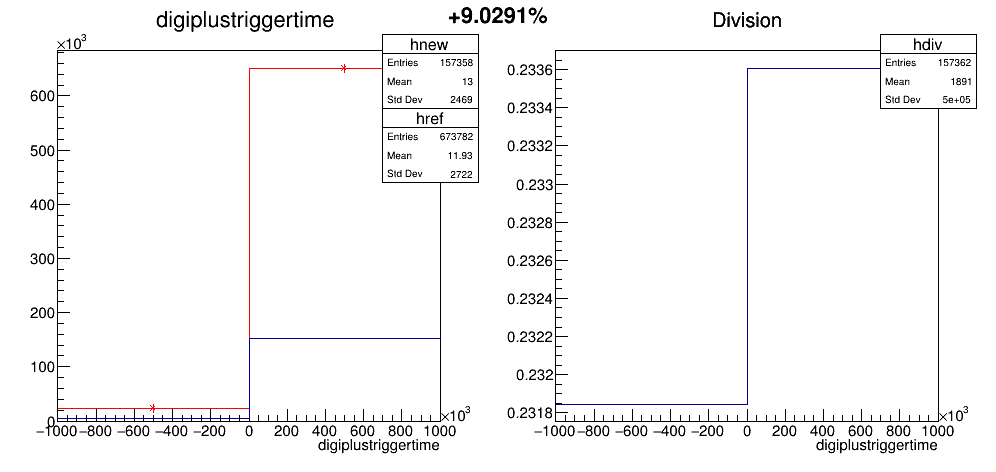 +9.0291%
digiplustriggertime
×10³
hnew
Entries 157358
Mean 13
Std Dev 2469
href
Entries 673782
Mean 11.93
Std Dev 2722
600
500
400
300
200
100
0
−1000 −800 −600 −400 −200 0 200 400 600 800 1000
×10³
digiplustriggertime
Division
hdiv
Entries 157362
Mean 1891
Std Dev 5e+05
0.2336
0.2334
0.2332
0.233
0.2328
0.2326
0.2324
0.2322
0.232
0.2318
−1000 −800 −600 −400 −200 0 200 400 600 800 1000
×10³
digiplustriggertime